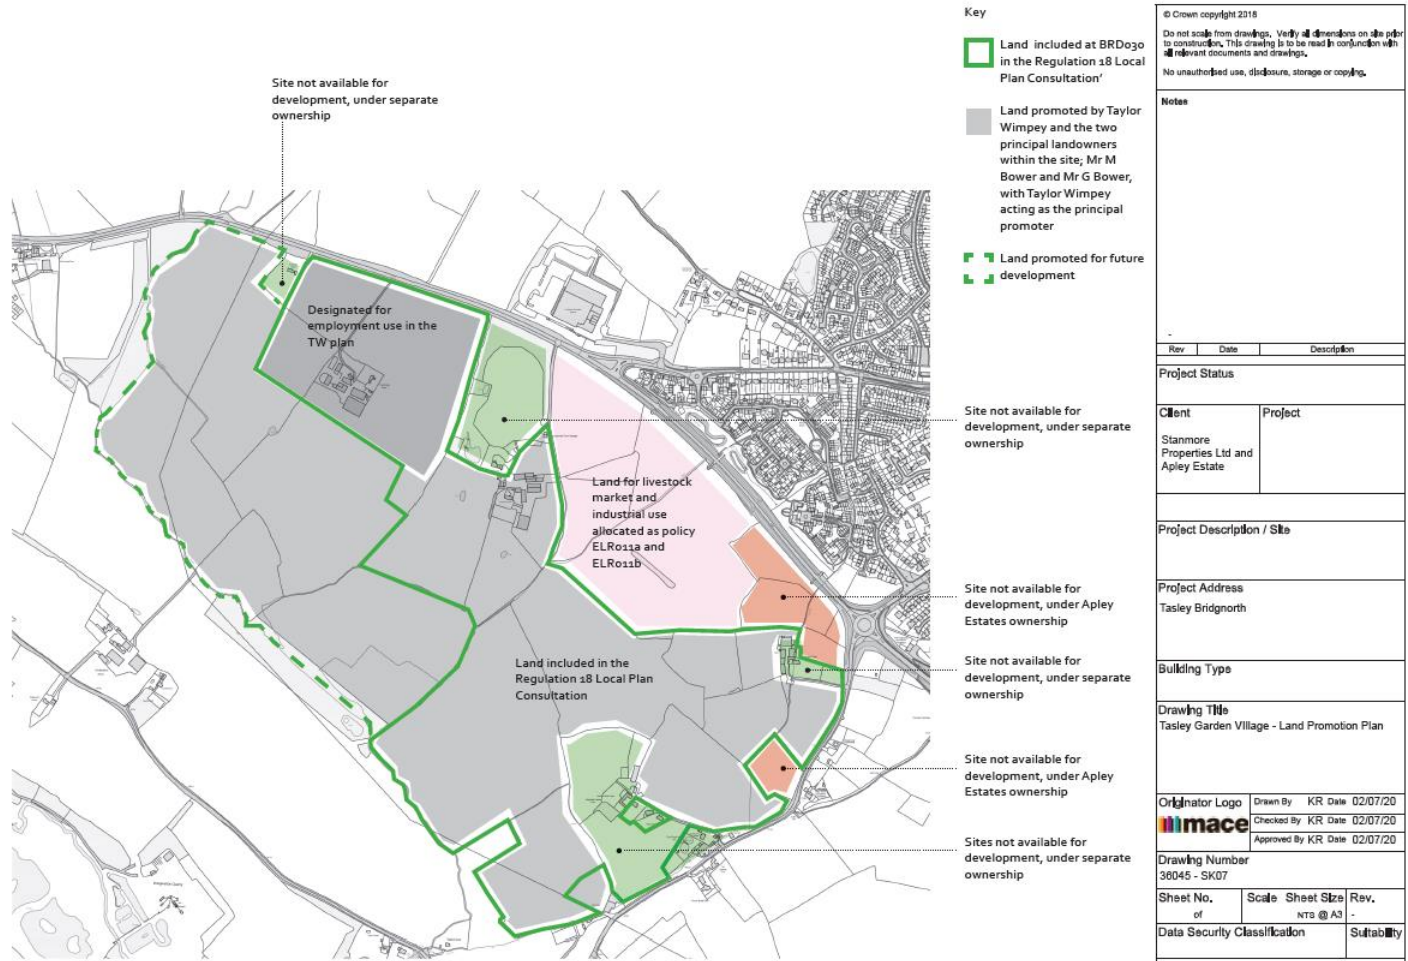 Site not available for
development, under separate
ownership
Designated for
employment use in the
TW plan
Land for livestock
market and
industrial use
allocated as policy
ELR011a and
ELR011b
Land included in the
Regulation 18 Local Plan
Consultation
Key
Land included at BRD030
in the Regulation 18 Local
Plan Consultation'
Land promoted by Taylor
Wimpey and the two
principal landowners
within the site; Mr M
Bower and Mr G Bower,
with Taylor Wimpey
acting as the principal
promoter
Land promoted for future
development
Site not available for
development, under separate
ownership
Site not available for
development, under Apley
Estates ownership
Site not available for
development, under separate
ownership
Site not available for
development, under Apley
Estates ownership
Sites not available for
development, under separate
ownership
© Crown copyright 2018
Do not scale from drawings. Verify all dimensions on site prior
to construction. This drawing is to be read in conjunction with
all relevant documents and drawings.
No unauthorised use, disclosure, storage or copying.
Notes
-
Rev Date Description
Project Status
Client Project
Stanmore
Properties Ltd and
Apley Estate
Project Description / Site
Project Address
Tasley Bridgnorth
Building Type
Drawing Title
Tasley Garden Village - Land Promotion Plan
Originator Logo
mace
Drawn By KR Date 02/07/20
Checked By KR Date 02/07/20
Approved By KR Date 02/07/20
Drawing Number
36045 - SK07
Sheet No. Scale Sheet Size Rev.
of NTS @ A3 -
Data Security Classification Suitability